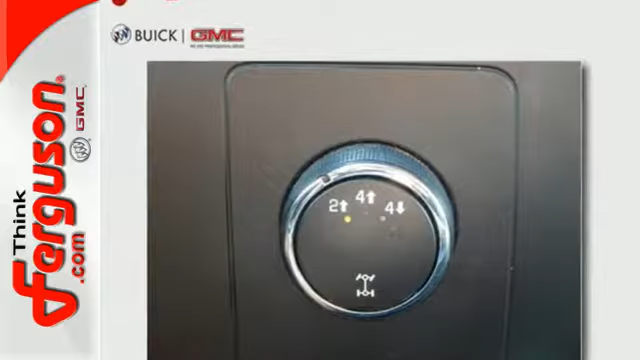 BUICK | GMC
Think
Ferguson
.com
GMC
2↑ 4↑ 4↓